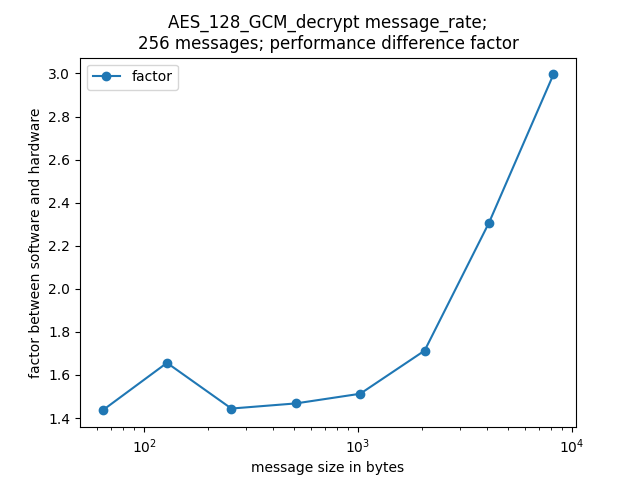 AES_128_GCM_decrypt message_rate;
256 messages; performance difference factor
factor
factor between software and hardware
3.0
2.8
2.6
2.4
2.2
2.0
1.8
1.6
1.4
10²
10³
10⁴
message size in bytes